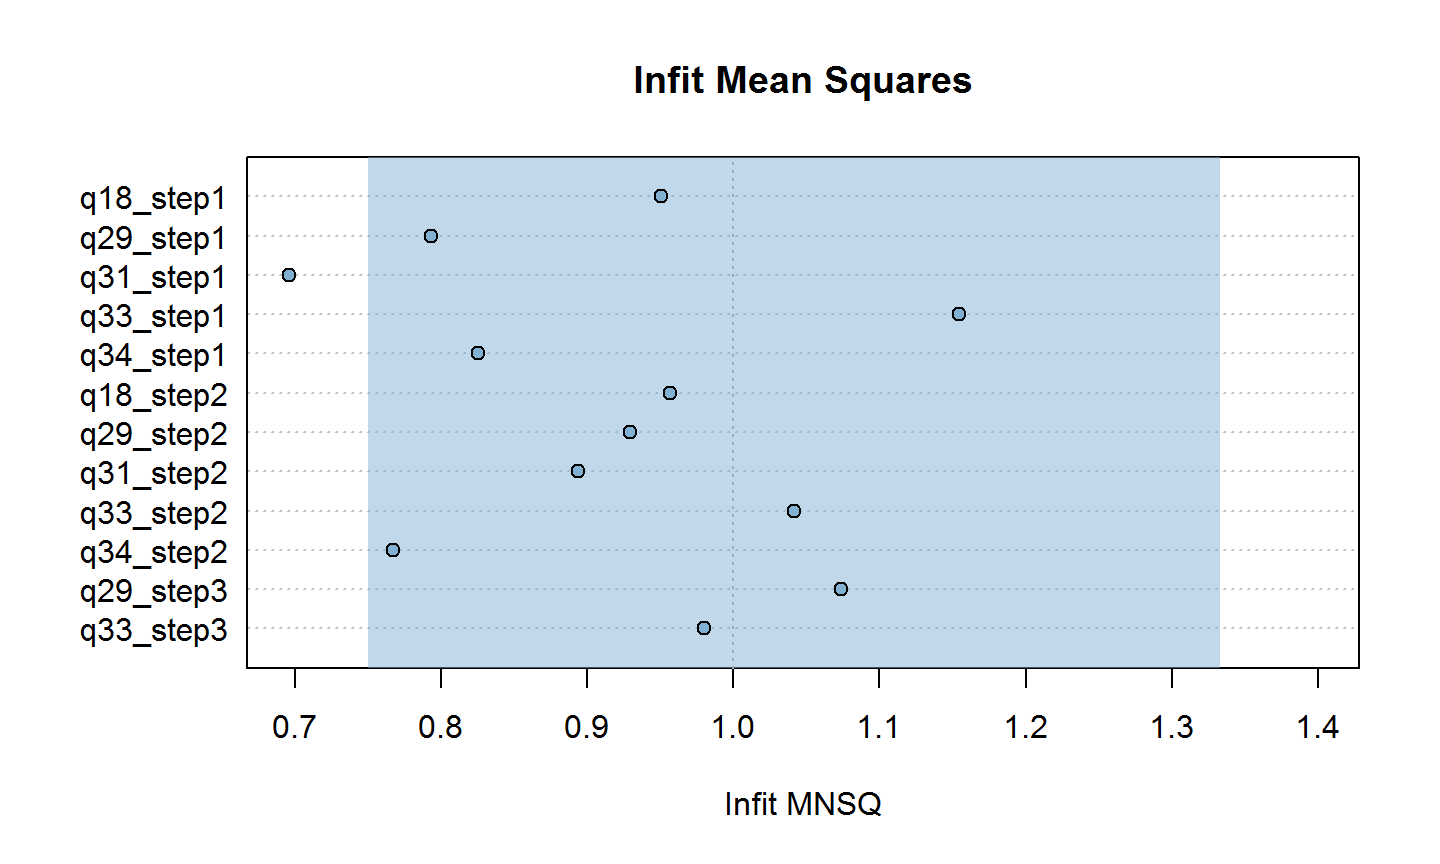 Infit Mean Squares
q18_step1
q29_step1
q31_step1
q33_step1
q34_step1
q18_step2
q29_step2
q31_step2
q33_step2
q34_step2
q29_step3
q33_step3
0.7 0.8 0.9 1.0 1.1 1.2 1.3 1.4
Infit MNSQ